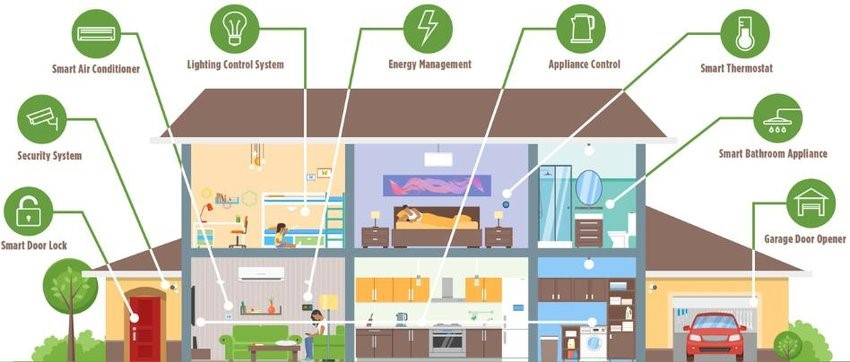 Smart Air Conditioner
Lighting Control System
Energy Management
Appliance Control
Smart Thermostat
Security System
Smart Bathroom Appliance
Smart Door Lock
Garage Door Opener